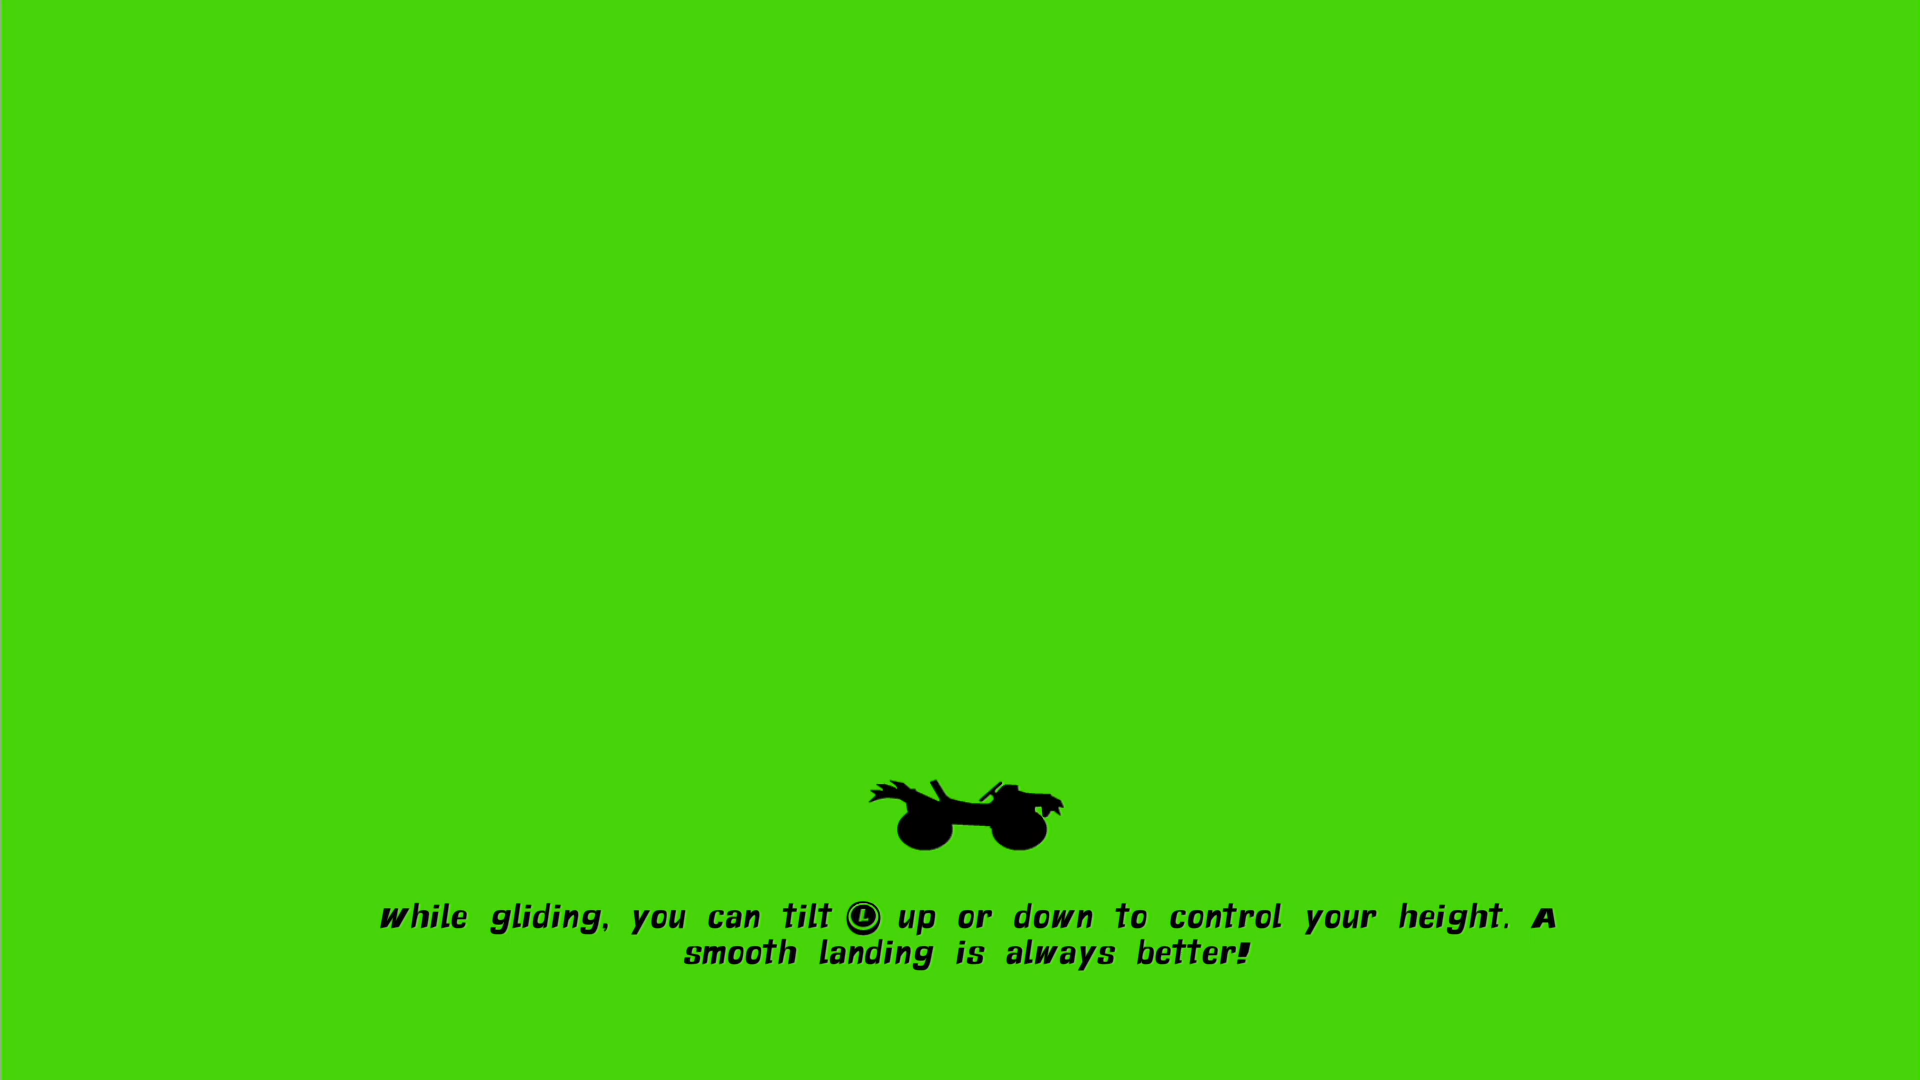 While gliding, you can tilt L up or down to control your height. A
smooth landing is always better!